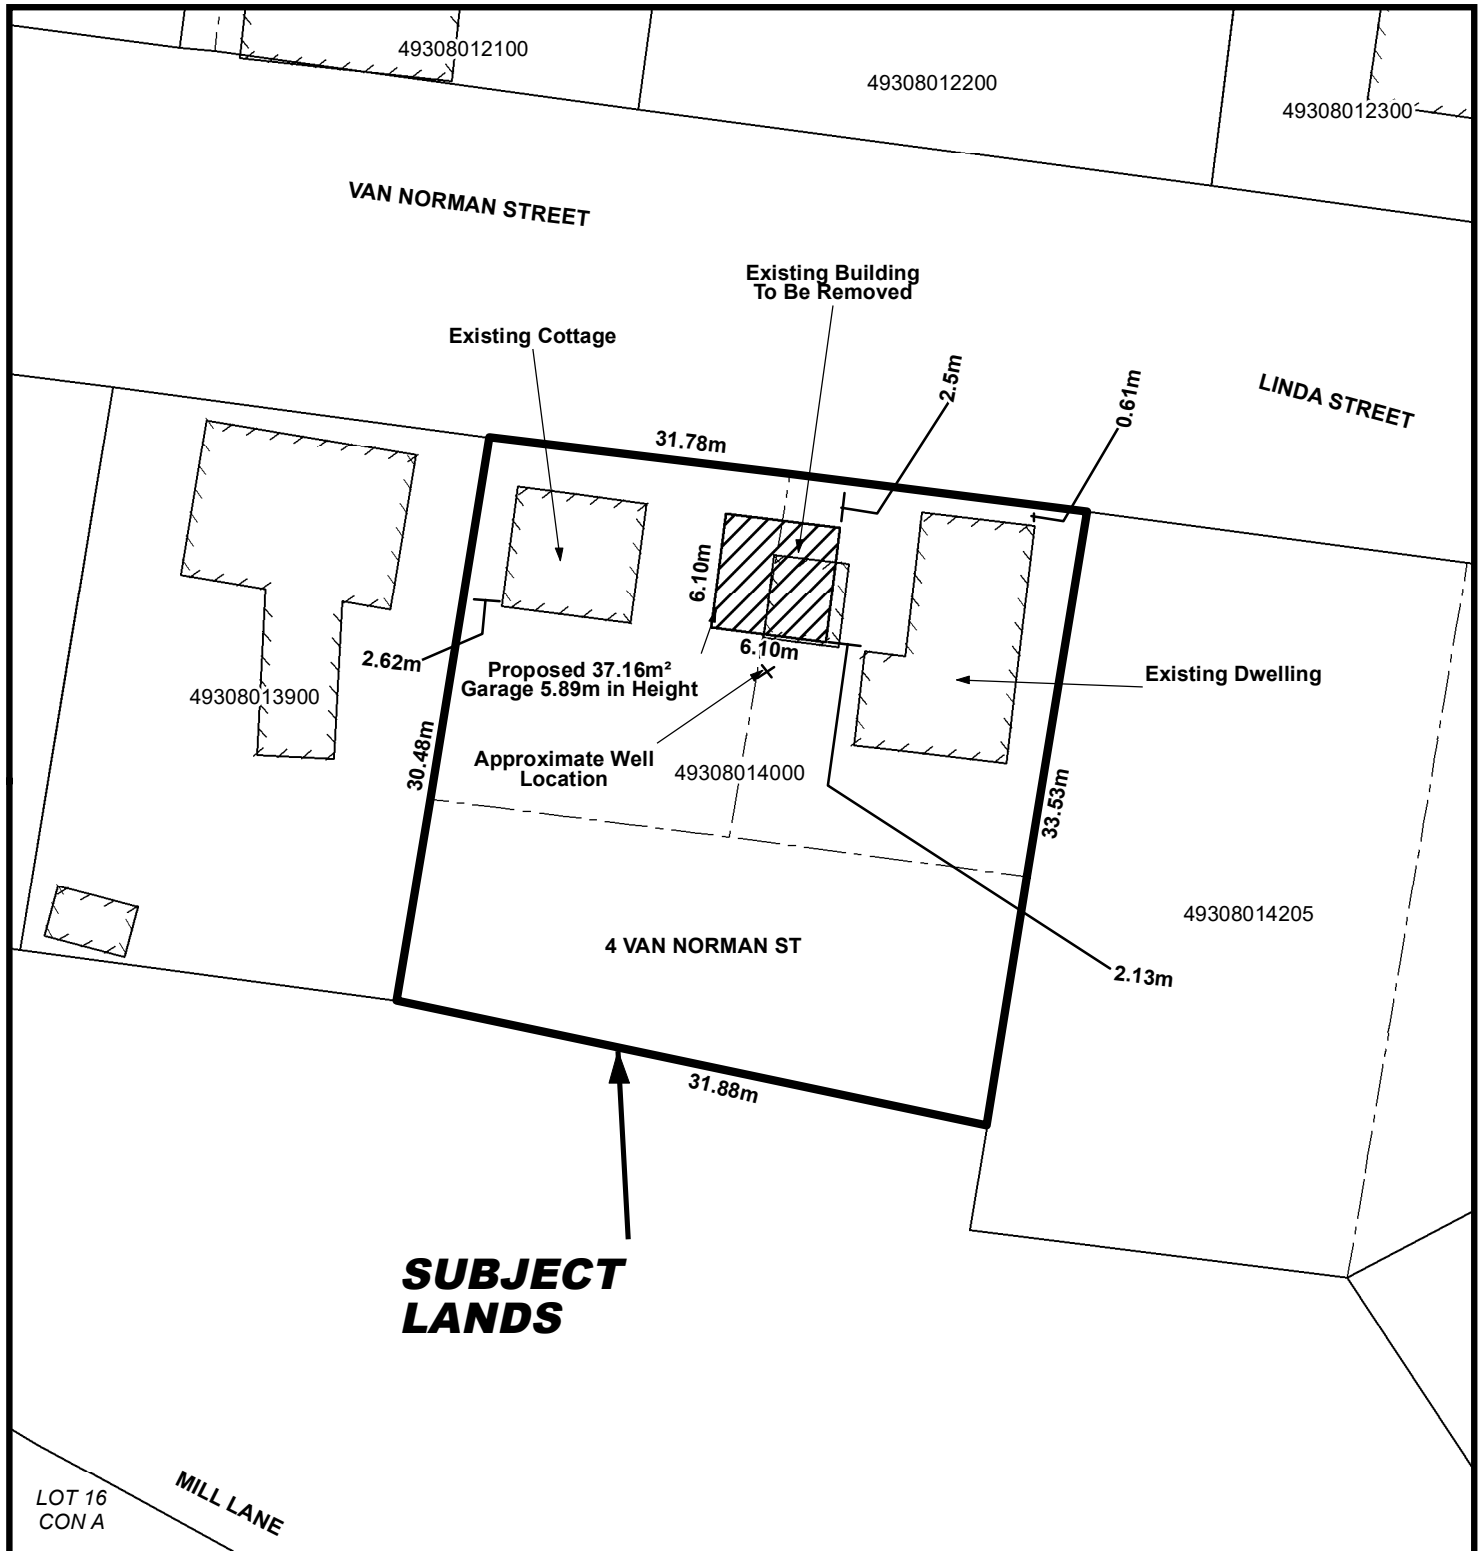 49308012100
49308012200
49308012300
VAN NORMAN STREET
Existing Building
To Be Removed
Existing Cottage
2.5m
0.61m
LINDA STREET
31.78m
6.10m
6.10m
2.62m
Proposed 37.16m²
Garage 5.89m in Height
Existing Dwelling
49308013900
30.48m
Approximate Well
Location
49308014000
33.53m
49308014205
4 VAN NORMAN ST
2.13m
31.88m
SUBJECT
LANDS
LOT 16
CON A
MILL LANE